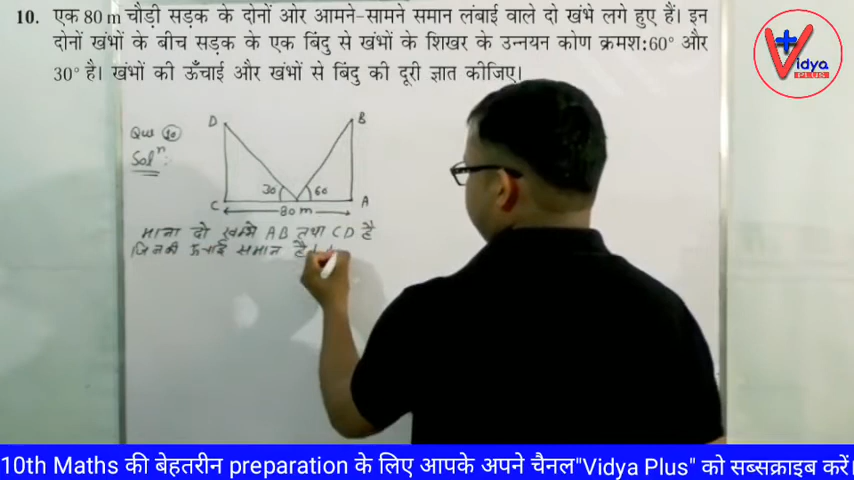 10. एक 80 m चौड़ी सड़क के दोनों ओर आमने-सामने समान लंबाई वाले दो खंभे लगे हुए हैं। इन
दोनों खंभों के बीच सड़क के एक बिंदु से खंभों के शिखर के उन्नयन कोण क्रमश:60° और
30° है। खंभों की ऊँचाई और खंभों से बिंदु की दूरी ज्ञात कीजिए।
Vidya
PLUS
Que 10
Solⁿ:
D B
30 60
C A
80 m
माना दो खम्भे AB तथा CD है
जिनकी ऊचाई समान है।
10th Maths की बेहतरीन preparation के लिए आपके अपने चैनल"Vidya Plus" को सब्सक्राइब करें।